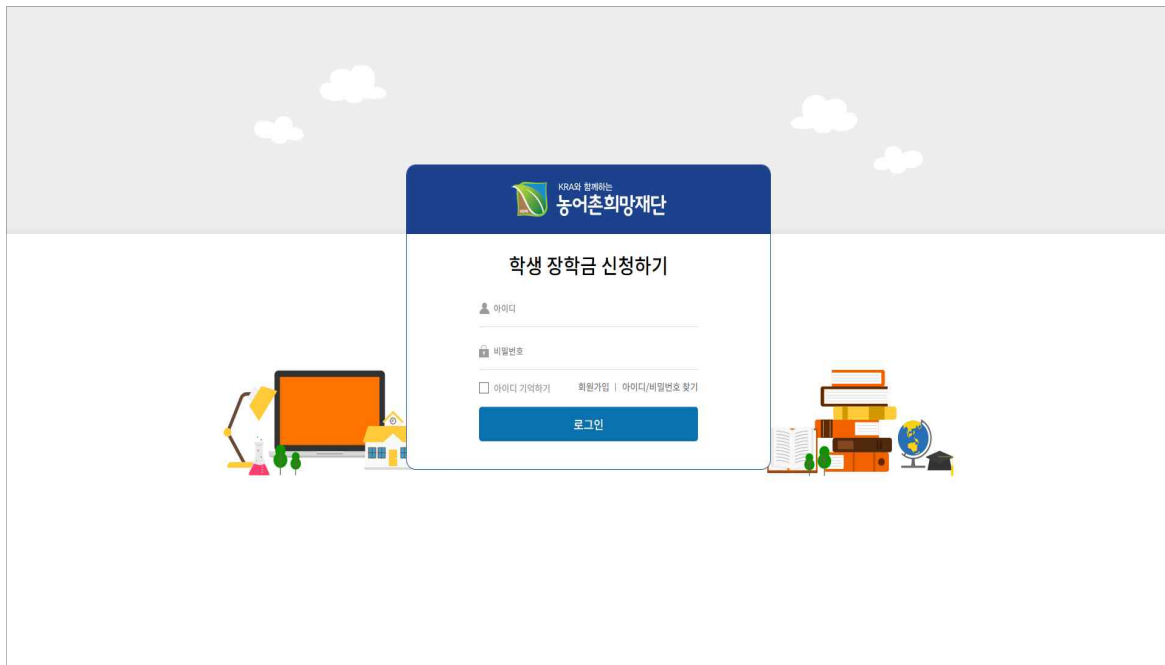 KRA와 함께하는
농어촌희망재단
학생 장학금 신청하기
아이디
비밀번호
아이디 기억하기 회원가입 | 아이디/비밀번호 찾기
로그인